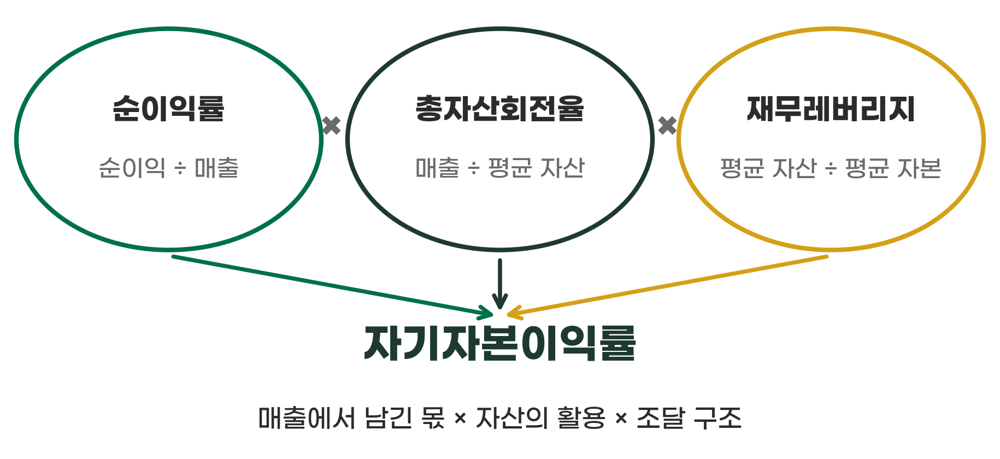 순이익률 × 총자산회전율 × 재무레버리지
순이익 ÷ 매출
매출 ÷ 평균 자산
평균 자산 ÷ 평균 자본
자기자본이익률
매출에서 남긴 몫 × 자산의 활용 × 조달 구조